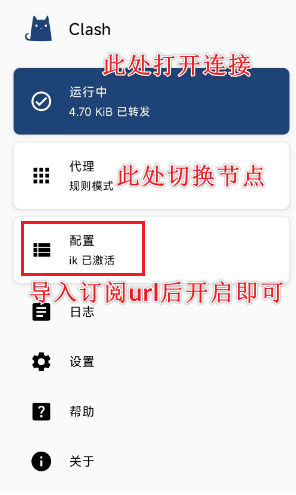 Clash
此处打开连接
运行中
4.70 KiB 已转发
代理
规则模式
此处切换节点
配置
ik 已激活
导入订阅url后开启即可
日志
设置
帮助
关于